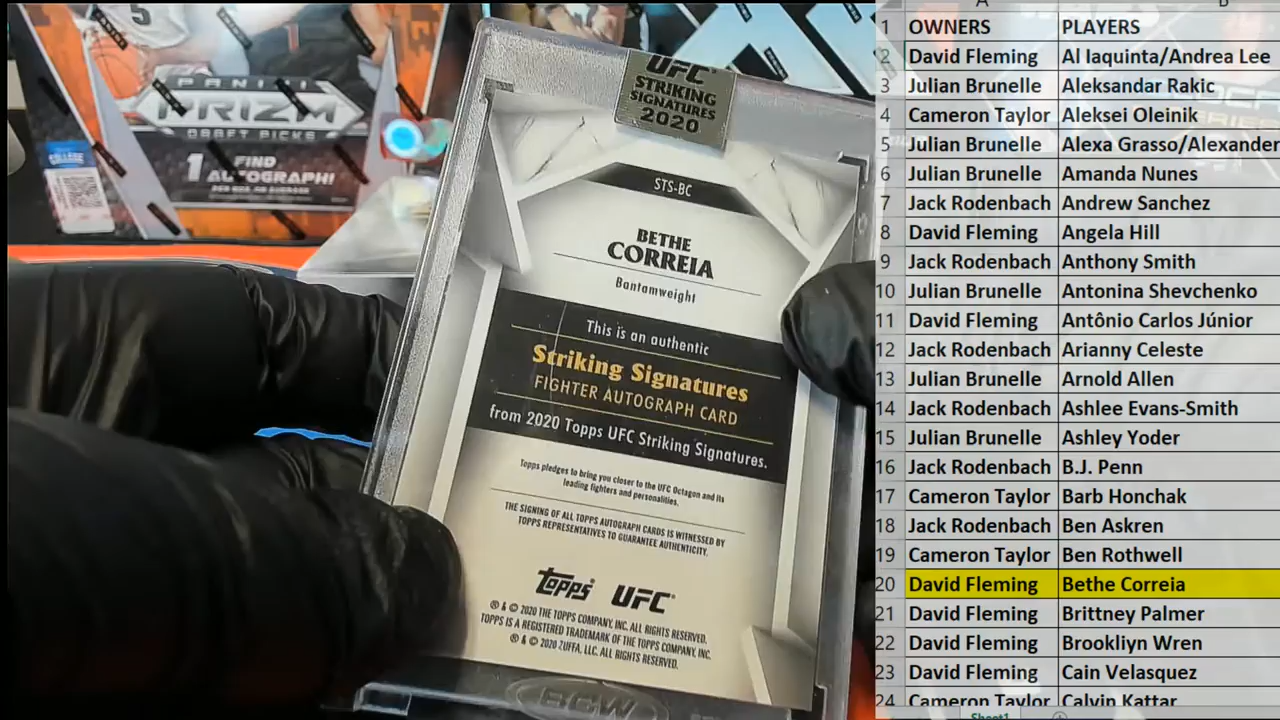 5
PANINI
PRIZM
DRAFT PICKS
1 FIND
AUTOGRAPH!
UFC
STRIKING
SIGNATURES
2020
STS-BC
BETHE
CORREIA
Bantamweight
This is an authentic
Striking Signatures
FIGHTER AUTOGRAPH CARD
from 2020 Topps UFC Striking Signatures.
Topps pledges to bring you closer to the UFC Octagon and its
leading fighters and personalities.
THE SIGNING OF ALL TOPPS AUTOGRAPH CARDS IS WITNESSED BY
TOPPS REPRESENTATIVES TO GUARANTEE AUTHENTICITY.
Topps UFC
® & © 2020 THE TOPPS COMPANY, INC. ALL RIGHTS RESERVED.
TOPPS IS A REGISTERED TRADEMARK OF THE TOPPS COMPANY, INC.
® & © 2020 ZUFFA, LLC. ALL RIGHTS RESERVED.
BCW
A B
1 OWNERS PLAYERS
2 David Fleming Al Iaquinta/Andrea Lee
3 Julian Brunelle Aleksandar Rakic
4 Cameron Taylor Aleksei Oleinik
5 Julian Brunelle Alexa Grasso/Alexander
6 Julian Brunelle Amanda Nunes
7 Jack Rodenbach Andrew Sanchez
8 David Fleming Angela Hill
9 Jack Rodenbach Anthony Smith
10 Julian Brunelle Antonina Shevchenko
11 David Fleming Antônio Carlos Júnior
12 Jack Rodenbach Arianny Celeste
13 Julian Brunelle Arnold Allen
14 Jack Rodenbach Ashlee Evans-Smith
15 Julian Brunelle Ashley Yoder
16 Jack Rodenbach B.J. Penn
17 Cameron Taylor Barb Honchak
18 Jack Rodenbach Ben Askren
19 Cameron Taylor Ben Rothwell
20 David Fleming Bethe Correia
21 David Fleming Brittney Palmer
22 David Fleming Brookliyn Wren
23 David Fleming Cain Velasquez
24 Cameron Taylor Calvin Kattar
Sheet1